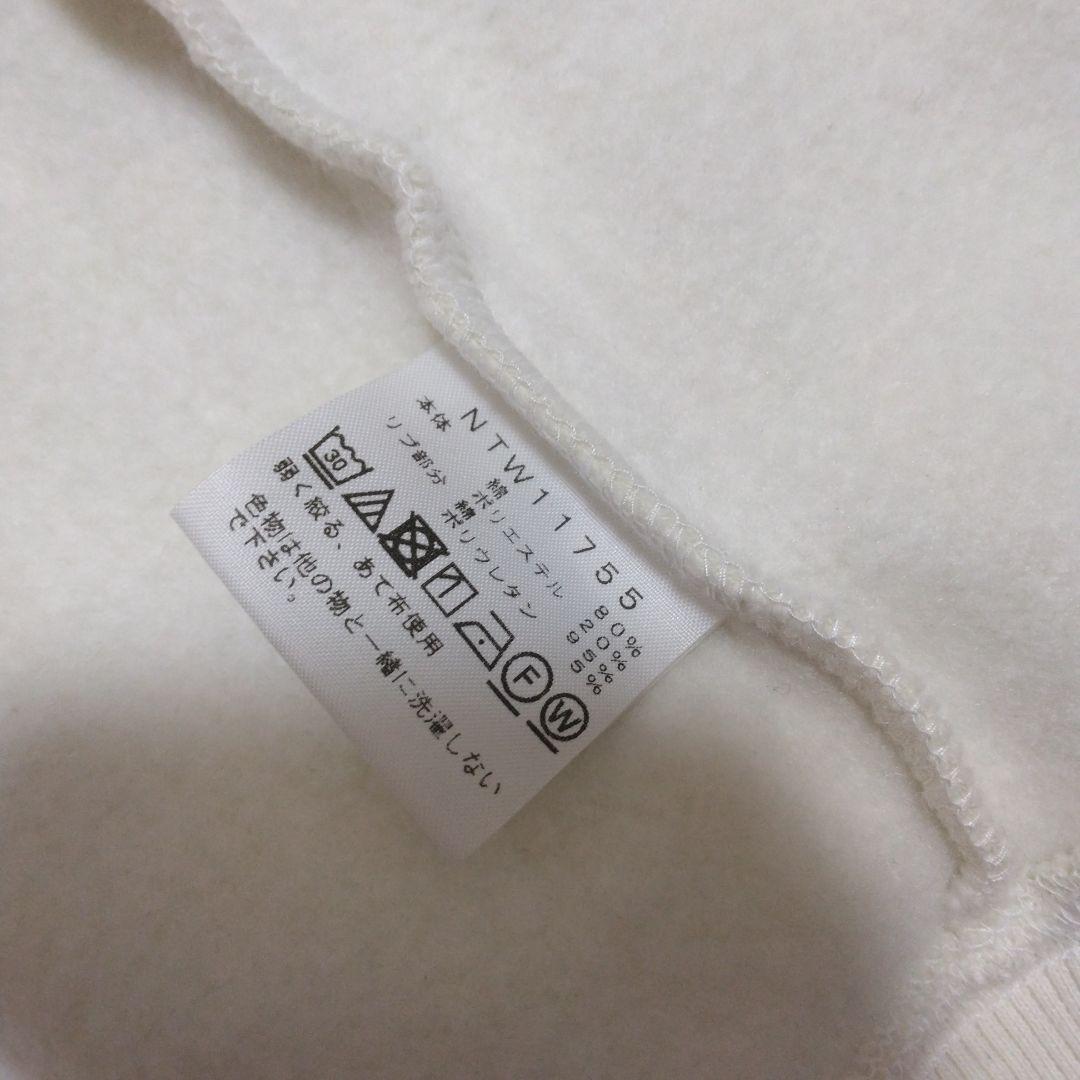 NTW11755
本体 綿 80%
ポリエステル 20%
リブ部分 綿 95%
ポリウレタン 5%
30 F W
弱く絞る、あて布使用
色物は他の物と一緒に洗濯しない
で下さい。